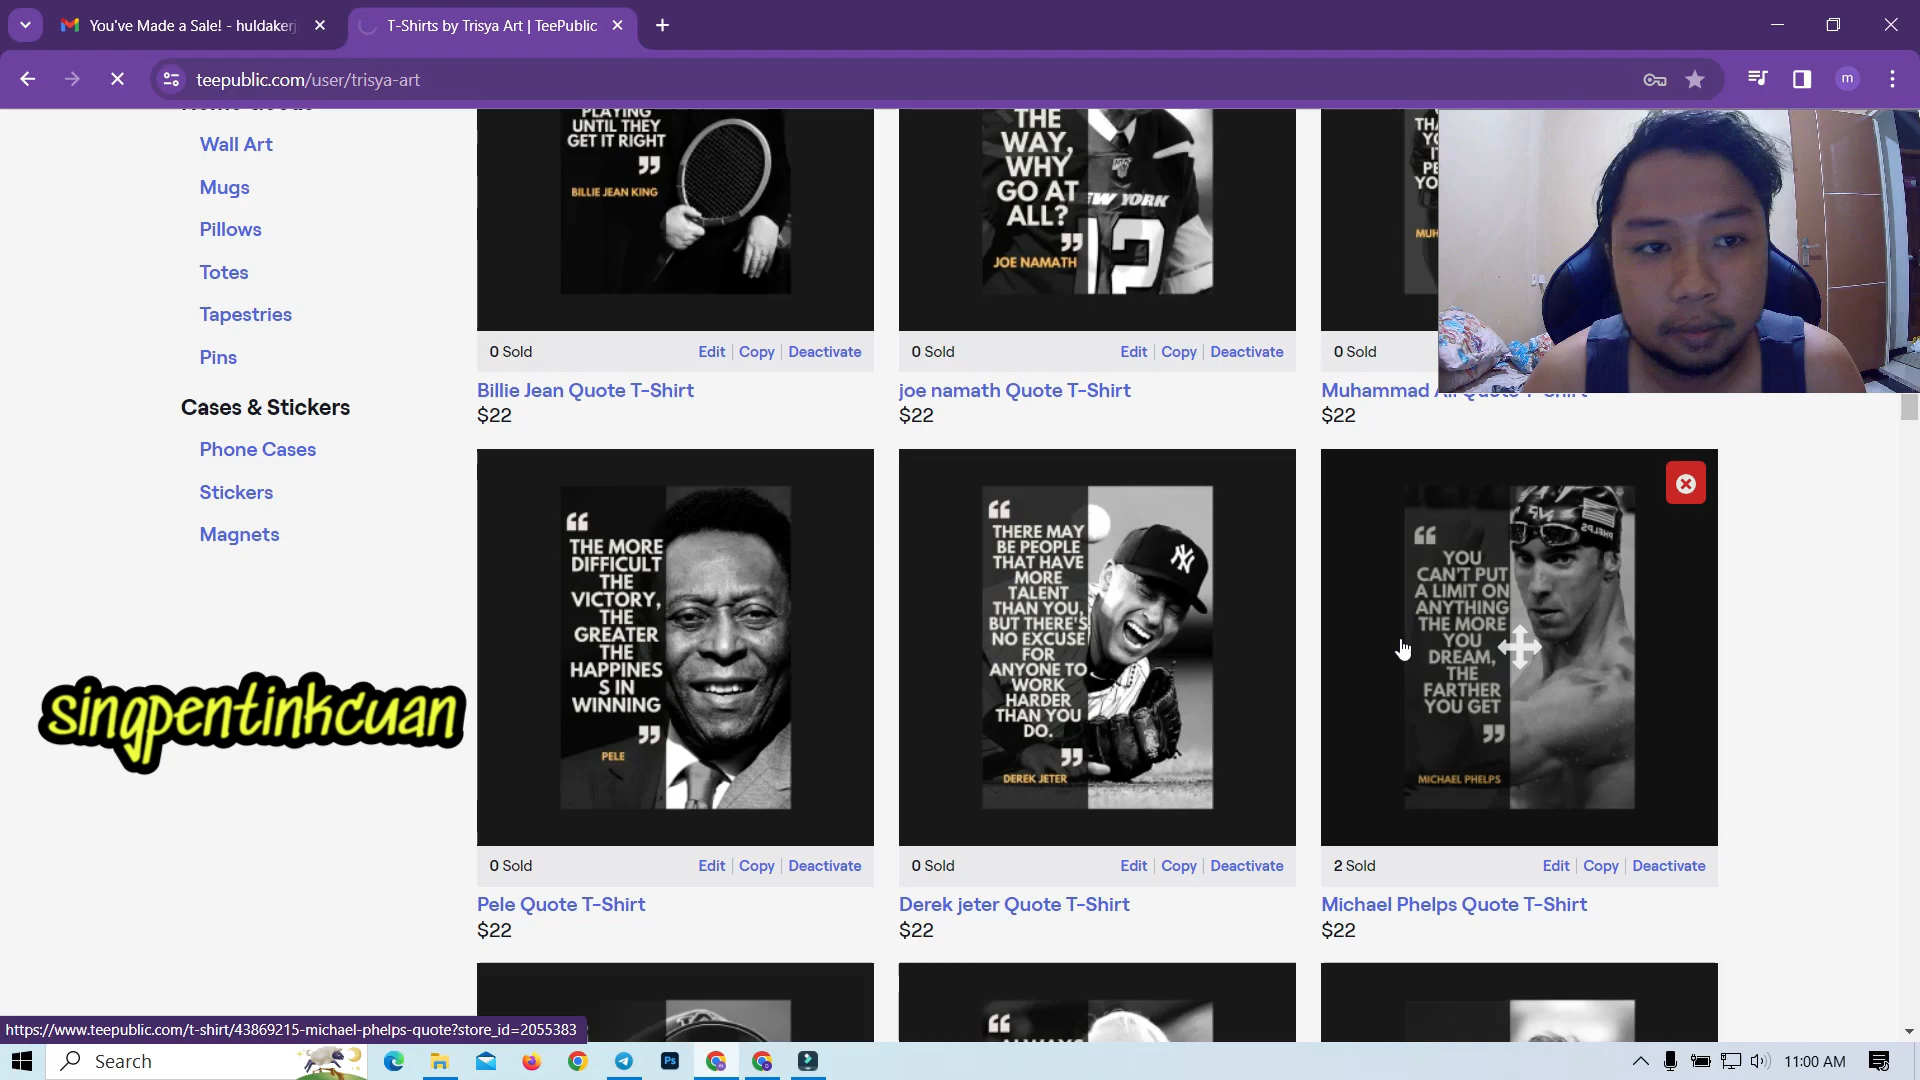 You've Made a Sale! - huldakerj
T-Shirts by Trisya Art | TeePublic
teepublic.com/user/trisya-art
m
Wall Art
Mugs
Pillows
Totes
Tapestries
Pins
Cases & Stickers
Phone Cases
Stickers
Magnets
singpentinkcuan
PLAYING
UNTIL THEY
GET IT RIGHT
BILLIE JEAN KING
0 Sold
Edit | Copy | Deactivate
Billie Jean Quote T-Shirt
$22
THE
WAY,
WHY
GO AT
ALL?
JOE NAMATH
NEW YORK
12
0 Sold
Edit | Copy | Deactivate
joe namath Quote T-Shirt
$22
0 Sold
Muhammad Ali Quote T-Shirt
$22
“
THE MORE
DIFFICULT
THE
VICTORY,
THE
GREATER
THE
HAPPINES
S IN
WINNING
”
PELE
0 Sold
Edit | Copy | Deactivate
Pele Quote T-Shirt
$22
“
THERE MAY
BE PEOPLE
THAT HAVE
MORE
TALENT
THAN YOU,
BUT THERE'S
NO EXCUSE
FOR
ANYONE TO
WORK
HARDER
THAN YOU
DO.
”
DEREK JETER
NY
0 Sold
Edit | Copy | Deactivate
Derek jeter Quote T-Shirt
$22
“
YOU
CAN'T PUT
A LIMIT ON
ANYTHING
THE MORE
YOU
DREAM,
THE
FARTHER
YOU GET
”
MICHAEL PHELPS
2 Sold
Edit | Copy | Deactivate
Michael Phelps Quote T-Shirt
$22
https://www.teepublic.com/t-shirt/43869215-michael-phelps-quote?store_id=2055383
Search
Ps
11:00 AM